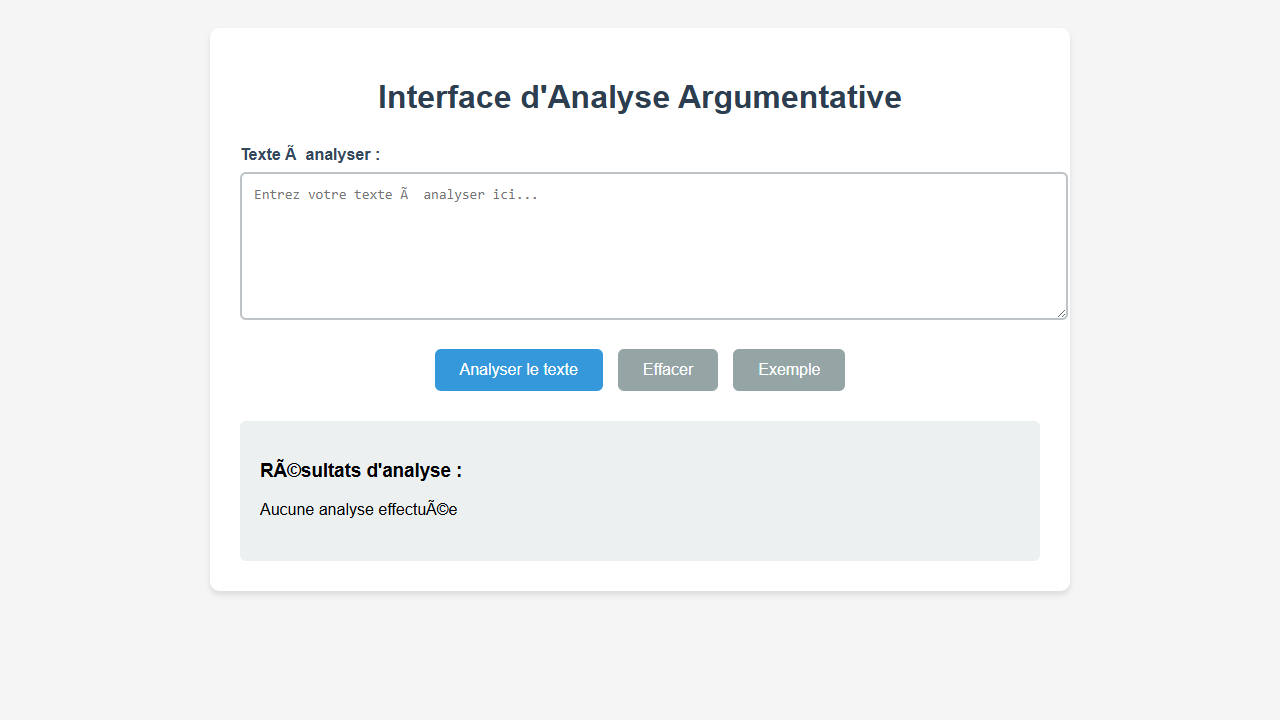 Interface d'Analyse Argumentative
Texte Ã  analyser :
Entrez votre texte Ã  analyser ici...
Analyser le texte
Effacer
Exemple
RÃ©sultats d'analyse :
Aucune analyse effectuÃ©e